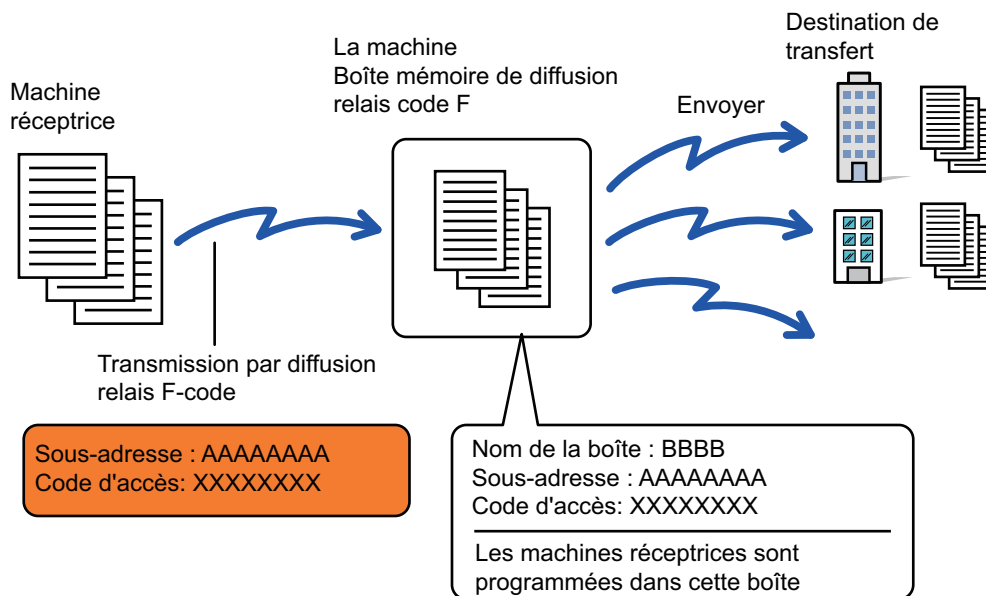 Machine
réceptrice
La machine
Boîte mémoire de diffusion
relais code F
Envoyer
Destination de
transfert
Transmission par diffusion
relais F-code
Sous-adresse : AAAAAAAA
Code d'accès: XXXXXXXX
Nom de la boîte : BBBB
Sous-adresse : AAAAAAAA
Code d'accès: XXXXXXXX
Les machines réceptrices sont
programmées dans cette boîte